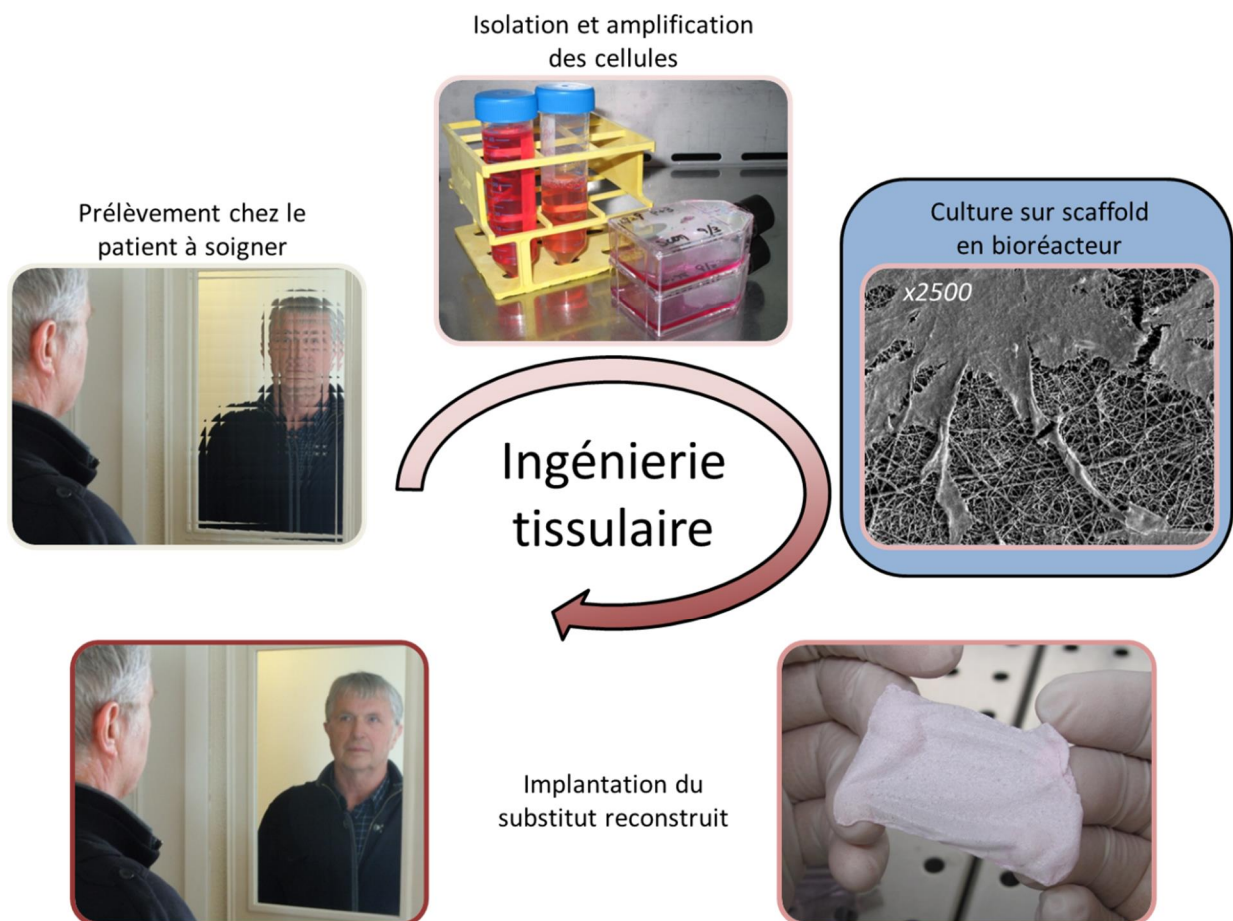 Isolation et amplification
des cellules
Prélèvement chez le
patient à soigner
Culture sur scaffold
en bioréacteur
x2500
Ingénierie
tissulaire
Implantation du
substitut reconstruit